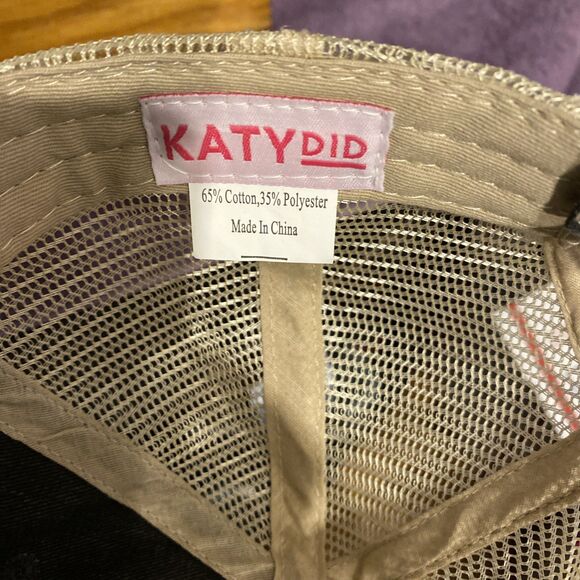 KATYDID
65% Cotton,35% Polyester
Made In China